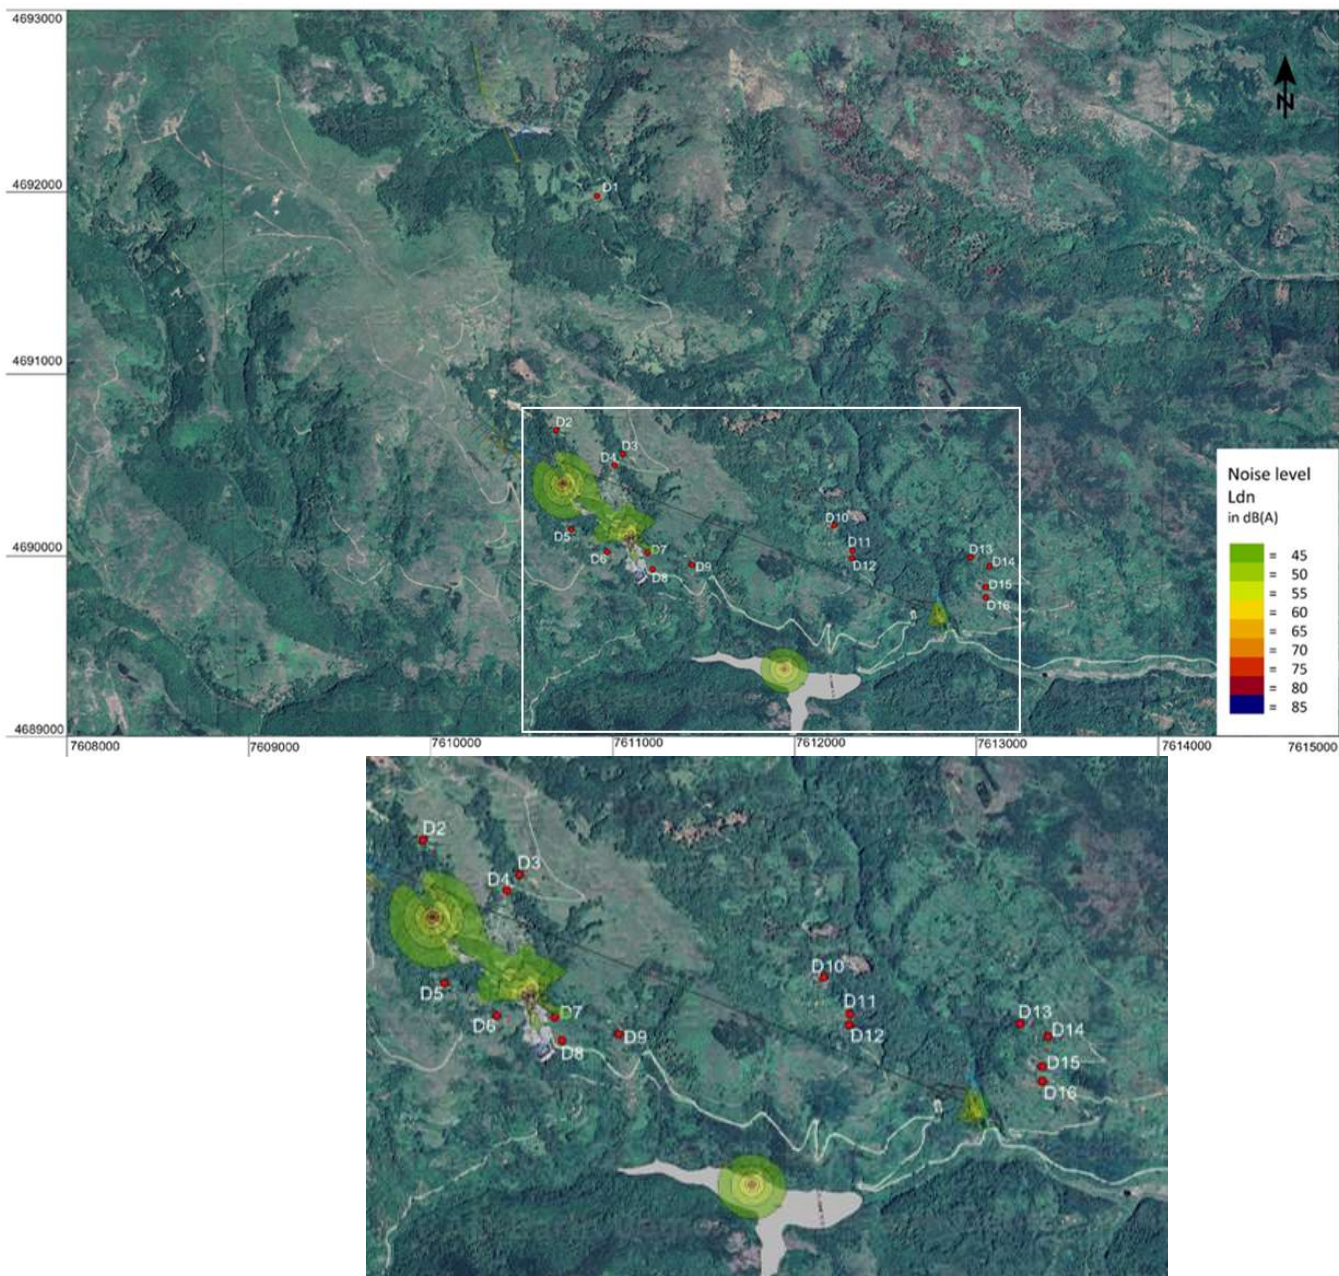 4693000
N
4692000
D1
4691000
D2
D3
D4
D5
D6
D7
D8
D9
D10
D11
D12
D13
D14
D15
D16
4690000
4689000
Noise level
Ldn
in dB(A)
= 45
= 50
= 55
= 60
= 65
= 70
= 75
= 80
= 85
7608000 7609000 7610000 7611000 7612000 7613000 7614000 7615000
D2
D3
D4
D5
D6
D7
D8
D9
D10
D11
D12
D13
D14
D15
D16